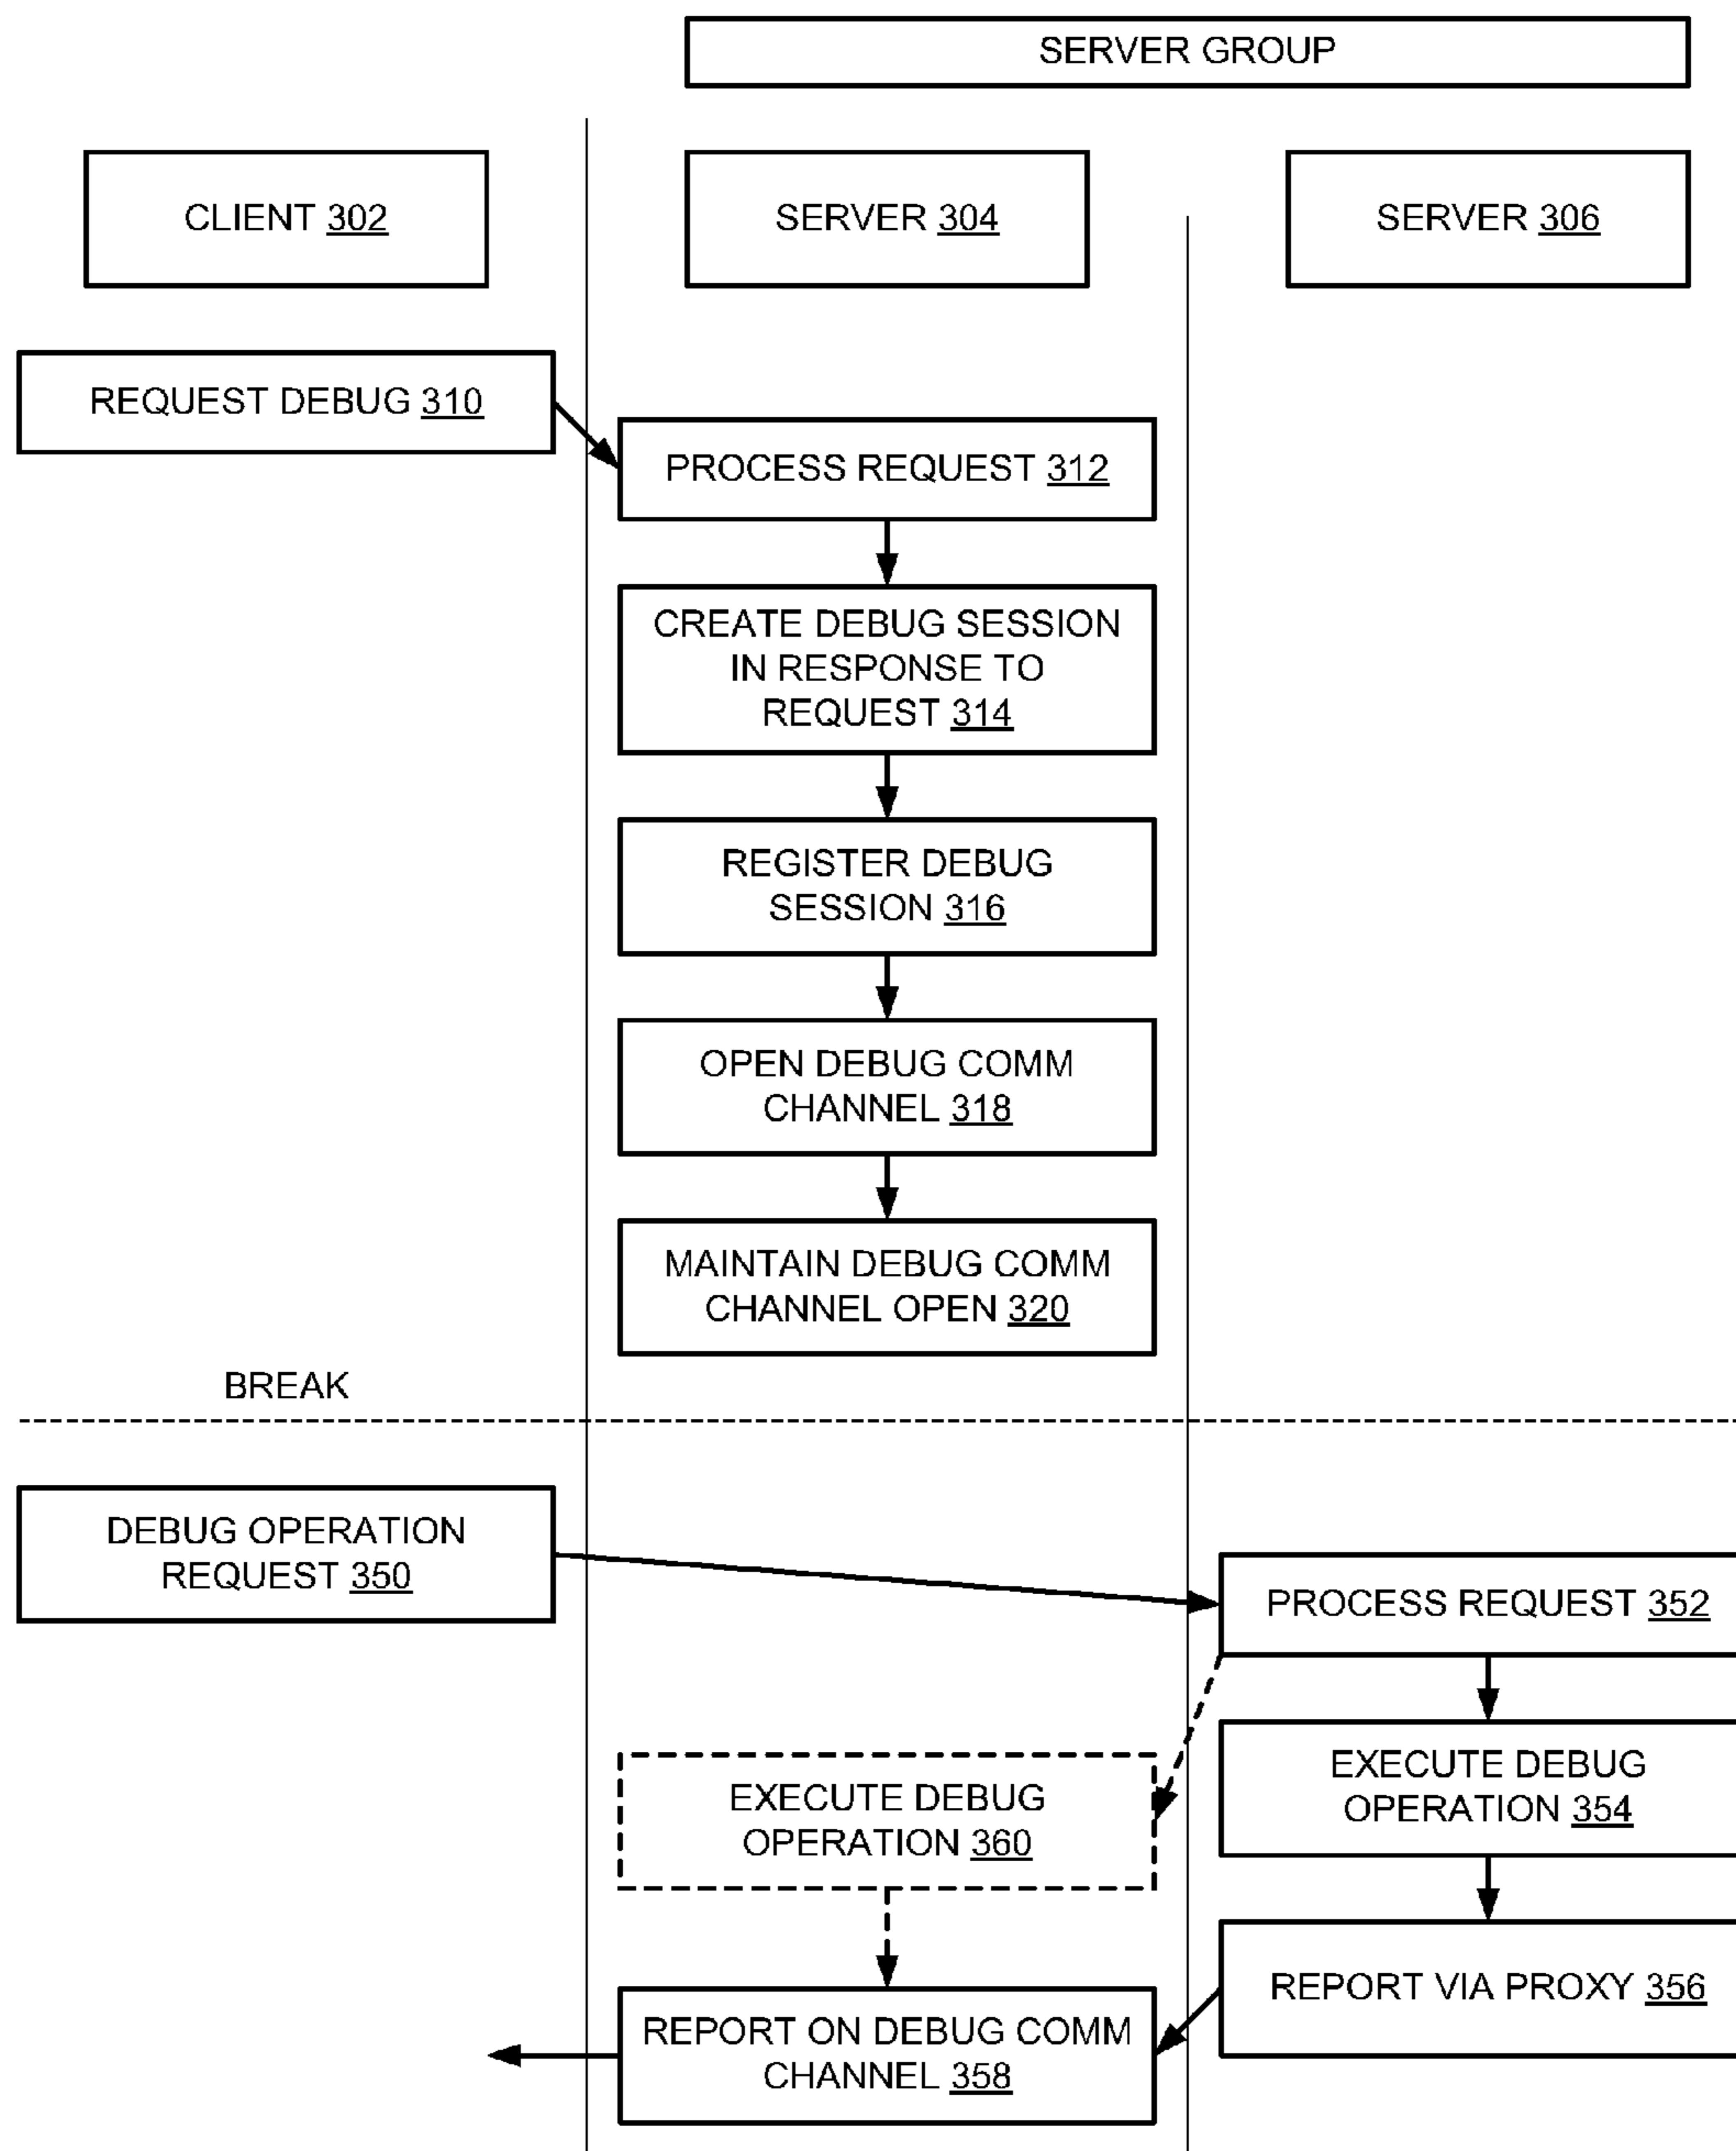 SERVER GROUP
CLIENT 302
SERVER 304
SERVER 306
REQUEST DEBUG 310
PROCESS REQUEST 312
CREATE DEBUG SESSION
IN RESPONSE TO
REQUEST 314
REGISTER DEBUG
SESSION 316
OPEN DEBUG COMM
CHANNEL 318
MAINTAIN DEBUG COMM
CHANNEL OPEN 320
BREAK
DEBUG OPERATION
REQUEST 350
PROCESS REQUEST 352
EXECUTE DEBUG
OPERATION 354
EXECUTE DEBUG
OPERATION 360
REPORT VIA PROXY 356
REPORT ON DEBUG COMM
CHANNEL 358